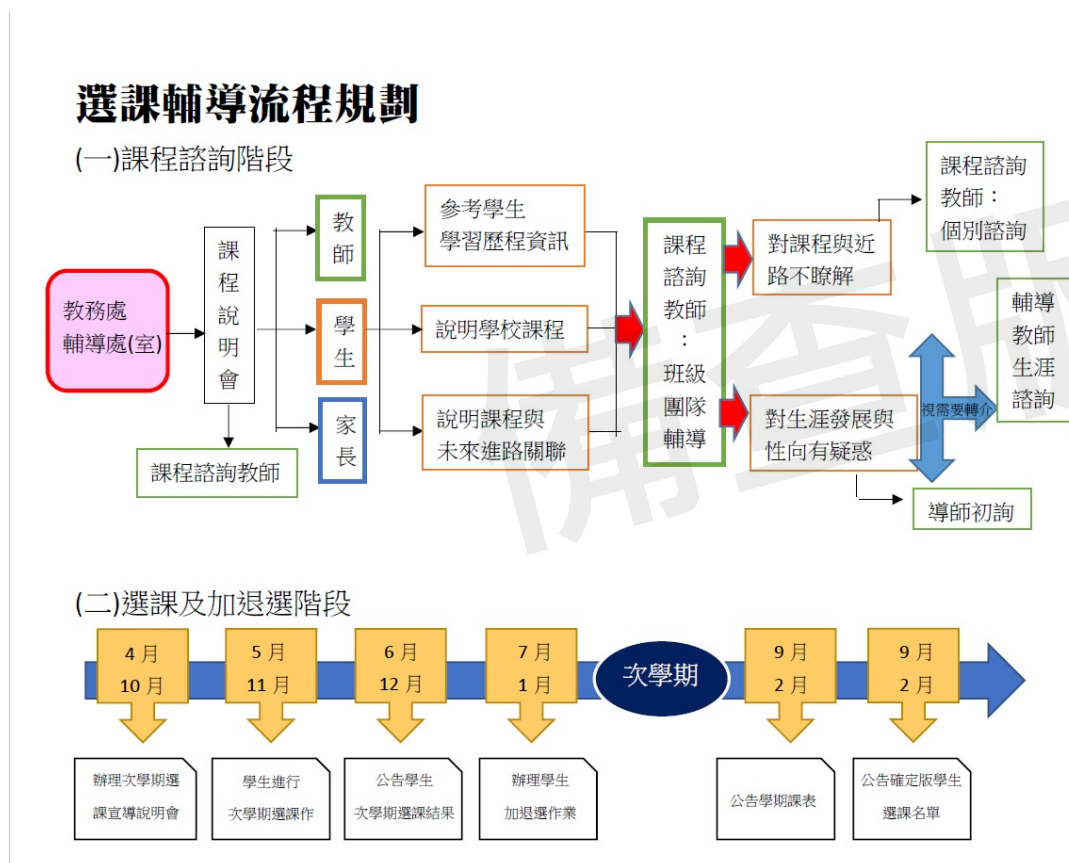 選課輔導流程規劃
(一)課程諮詢階段
教務處
輔導處(室)
課
程
說
明
會
課程諮詢教師
教
師
學
生
家
長
參考學生
學習歷程資訊
說明學校課程
說明課程與
未來進路關聯
課程
諮詢
教師
：
班級
團隊
輔導
對課程與近
路不瞭解
對生涯發展與
性向有疑惑
課程諮詢
教師：
個別諮詢
視需要轉介
輔導
教師
生涯
諮詢
導師初詢
備查版
(二)選課及加退選階段
4 月
10 月
5 月
11 月
6 月
12 月
7 月
1 月
次學期
9 月
2 月
9 月
2 月
辦理次學期選
課宣導說明會
學生進行
次學期選課作
公告學生
次學期選課結果
辦理學生
加退選作業
公告學期課表
公告確定版學生
選課名單